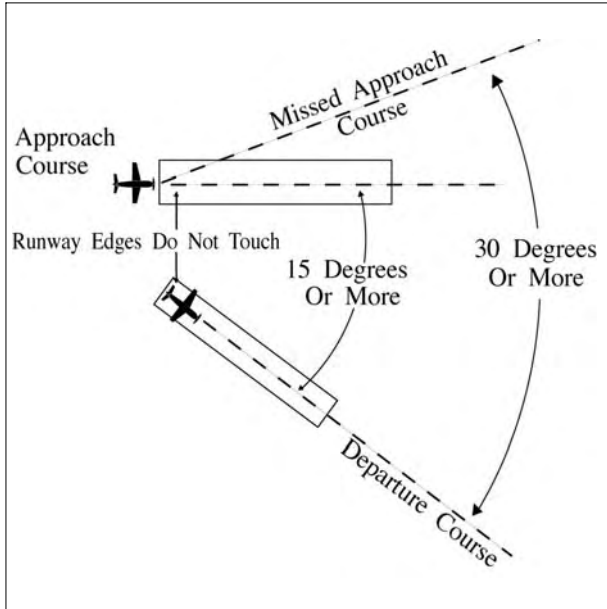 Missed Approach
Course
Approach
Course
Runway Edges Do Not Touch
15 Degrees
Or More
30 Degrees
Or More
Departure Course